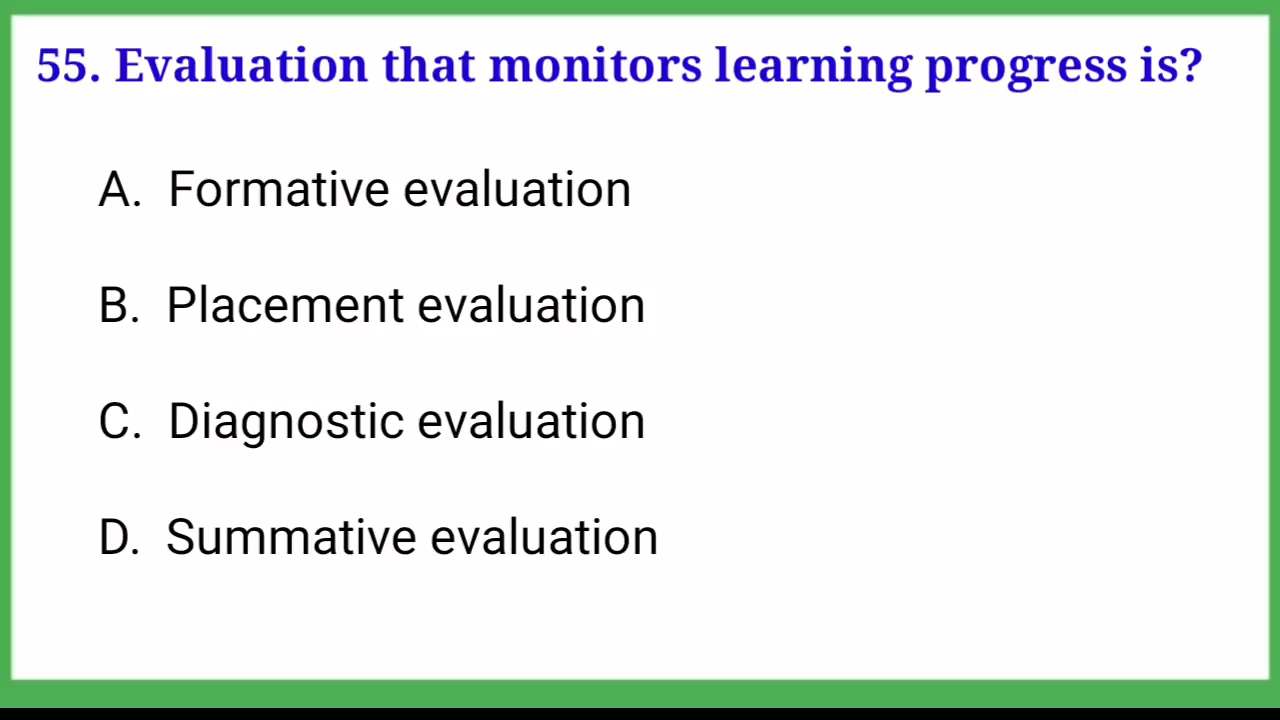 55. Evaluation that monitors learning progress is?
A. Formative evaluation
B. Placement evaluation
C. Diagnostic evaluation
D. Summative evaluation